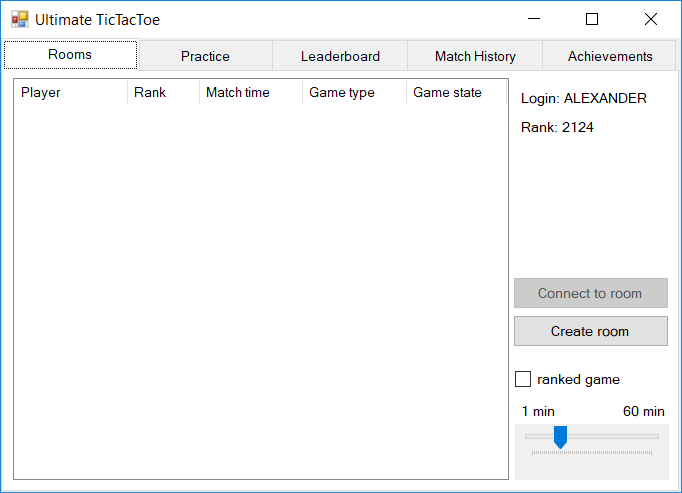 Ultimate TicTacToe
Rooms Practice Leaderboard Match History Achievements
Player Rank Match time Game type Game state
Login: ALEXANDER
Rank: 2124
Connect to room
Create room
ranked game
1 min 60 min